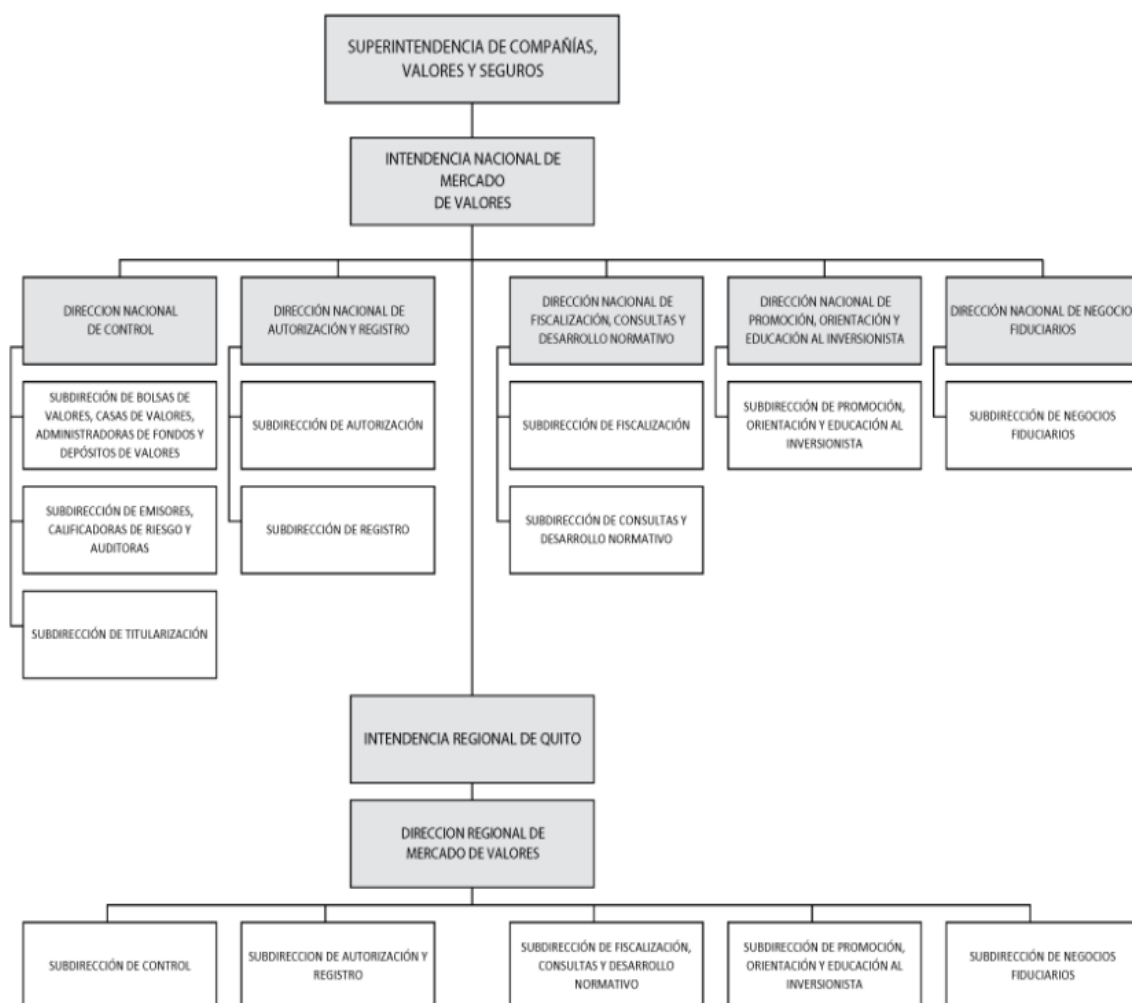 SUPERINTENDENCIA DE COMPAÑÍAS,
VALORES Y SEGUROS
INTENDENCIA NACIONAL DE
MERCADO
DE VALORES
DIRECCION NACIONAL
DE CONTROL
DIRECCIÓN NACIONAL DE
AUTORIZACIÓN Y REGISTRO
DIRECCIÓN NACIONAL DE
FISCALIZACIÓN, CONSULTAS Y
DESARROLLO NORMATIVO
DIRECCIÓN NACIONAL DE
PROMOCIÓN, ORIENTACIÓN Y
EDUCACIÓN AL INVERSIONISTA
DIRECCIÓN NACIONAL DE NEGOCIO
FIDUCIARIOS
SUBDIRECIÓN DE BOLSAS DE
VALORES, CASAS DE VALORES,
ADMINISTRADORAS DE FONDOS Y
DEPÓSITOS DE VALORES
SUBDIRECCIÓN DE AUTORIZACIÓN
SUBDIRECCIÓN DE FISCALIZACIÓN
SUBDIRECCIÓN DE PROMOCIÓN,
ORIENTACIÓN Y EDUCACIÓN AL
INVERSIONISTA
SUBDIRECCIÓN DE NEGOCIOS
FIDUCIARIOS
SUBDIRECCIÓN DE EMISORES,
CALIFICADORAS DE RIESGO Y
AUDITORAS
SUBDIRECCIÓN DE REGISTRO
SUBDIRECCIÓN DE CONSULTAS Y
DESARROLLO NORMATIVO
SUBDIRECCIÓN DE TITULARIZACIÓN
INTENDENCIA REGIONAL DE QUITO
DIRECCION REGIONAL DE
MERCADO DE VALORES
SUBDIRECCIÓN DE CONTROL
SUBDIRECCION DE AUTORIZACIÓN Y
REGISTRO
SUBDIRECCIÓN DE FISCALIZACIÓN,
CONSULTAS Y DESARROLLO
NORMATIVO
SUBDIRECCIÓN DE PROMOCIÓN,
ORIENTACIÓN Y EDUCACIÓN AL
INVERSIONISTA
SUBDIRECCIÓN DE NEGOCIOS
FIDUCIARIOS